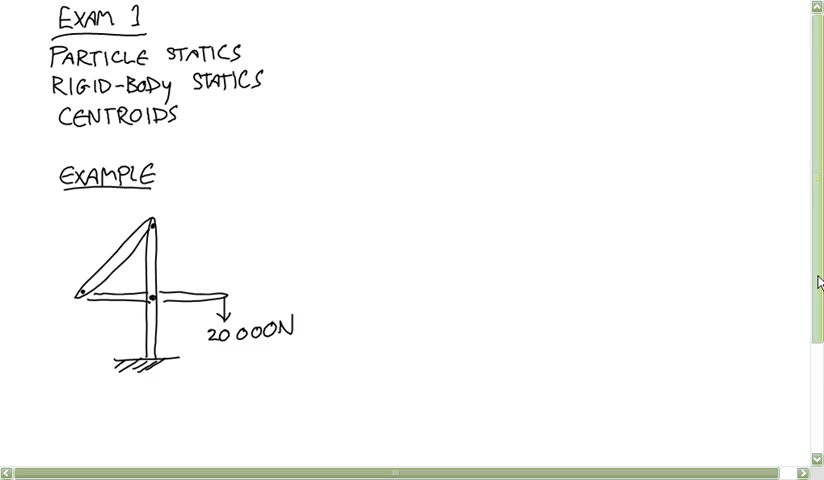 EXAM 1
PARTICLE STATICS
RIGID-BODY STATICS
CENTROIDS
EXAMPLE
20 000N